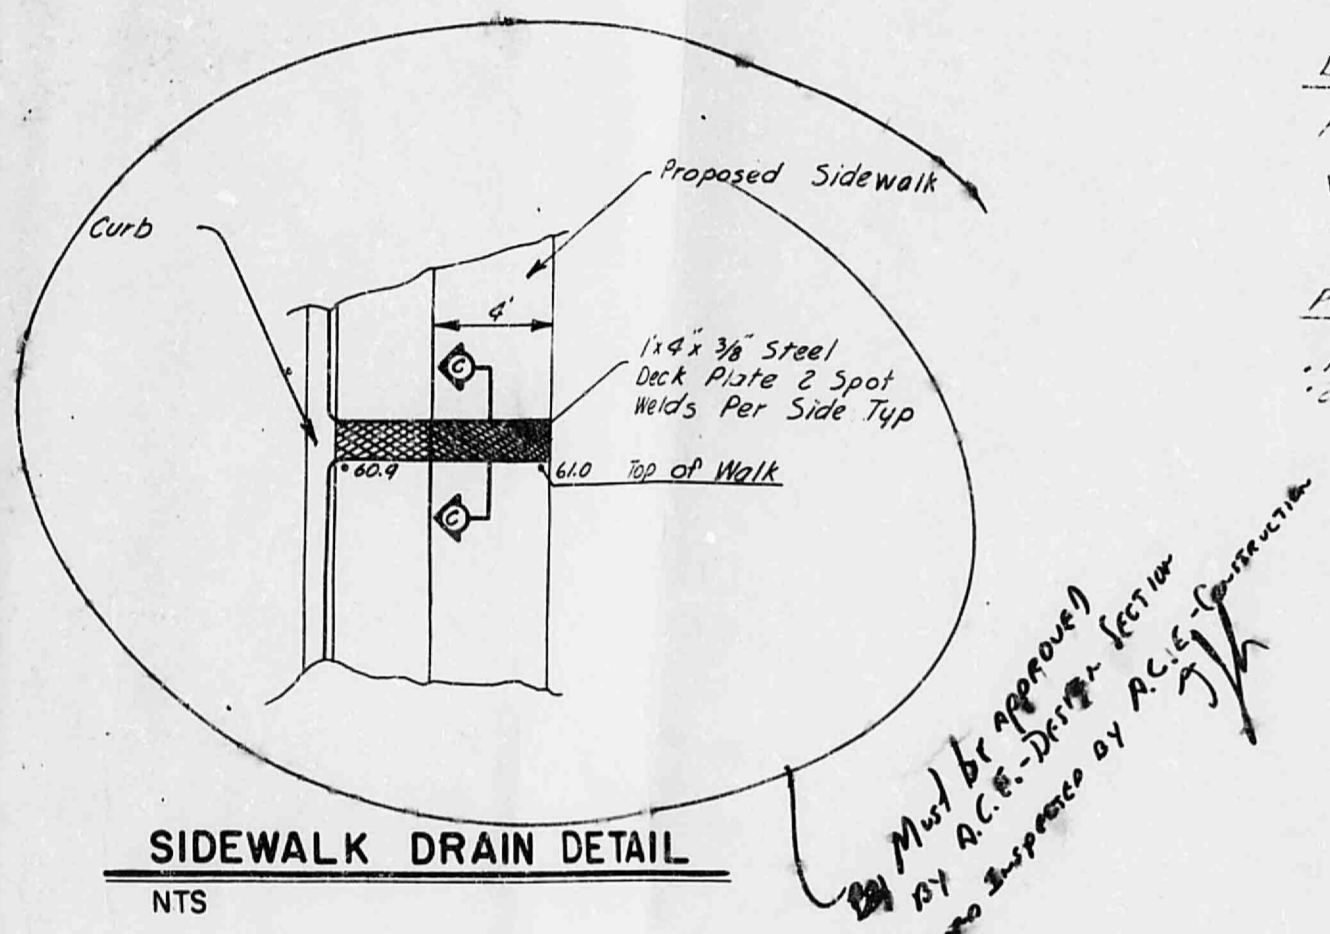 Proposed Sidewalk
Curb
4'
C
1'x4"x 3/8" Steel
Deck Plate 2 Spot
Welds Per Side Typ
60.9
61.0 Top of Walk
C
Must be APPROVED
BY A.C.E.-DESIGN SECTION
INSPECTED BY A.C.E.-CONSTRUCTION
SIDEWALK DRAIN DETAIL
NTS